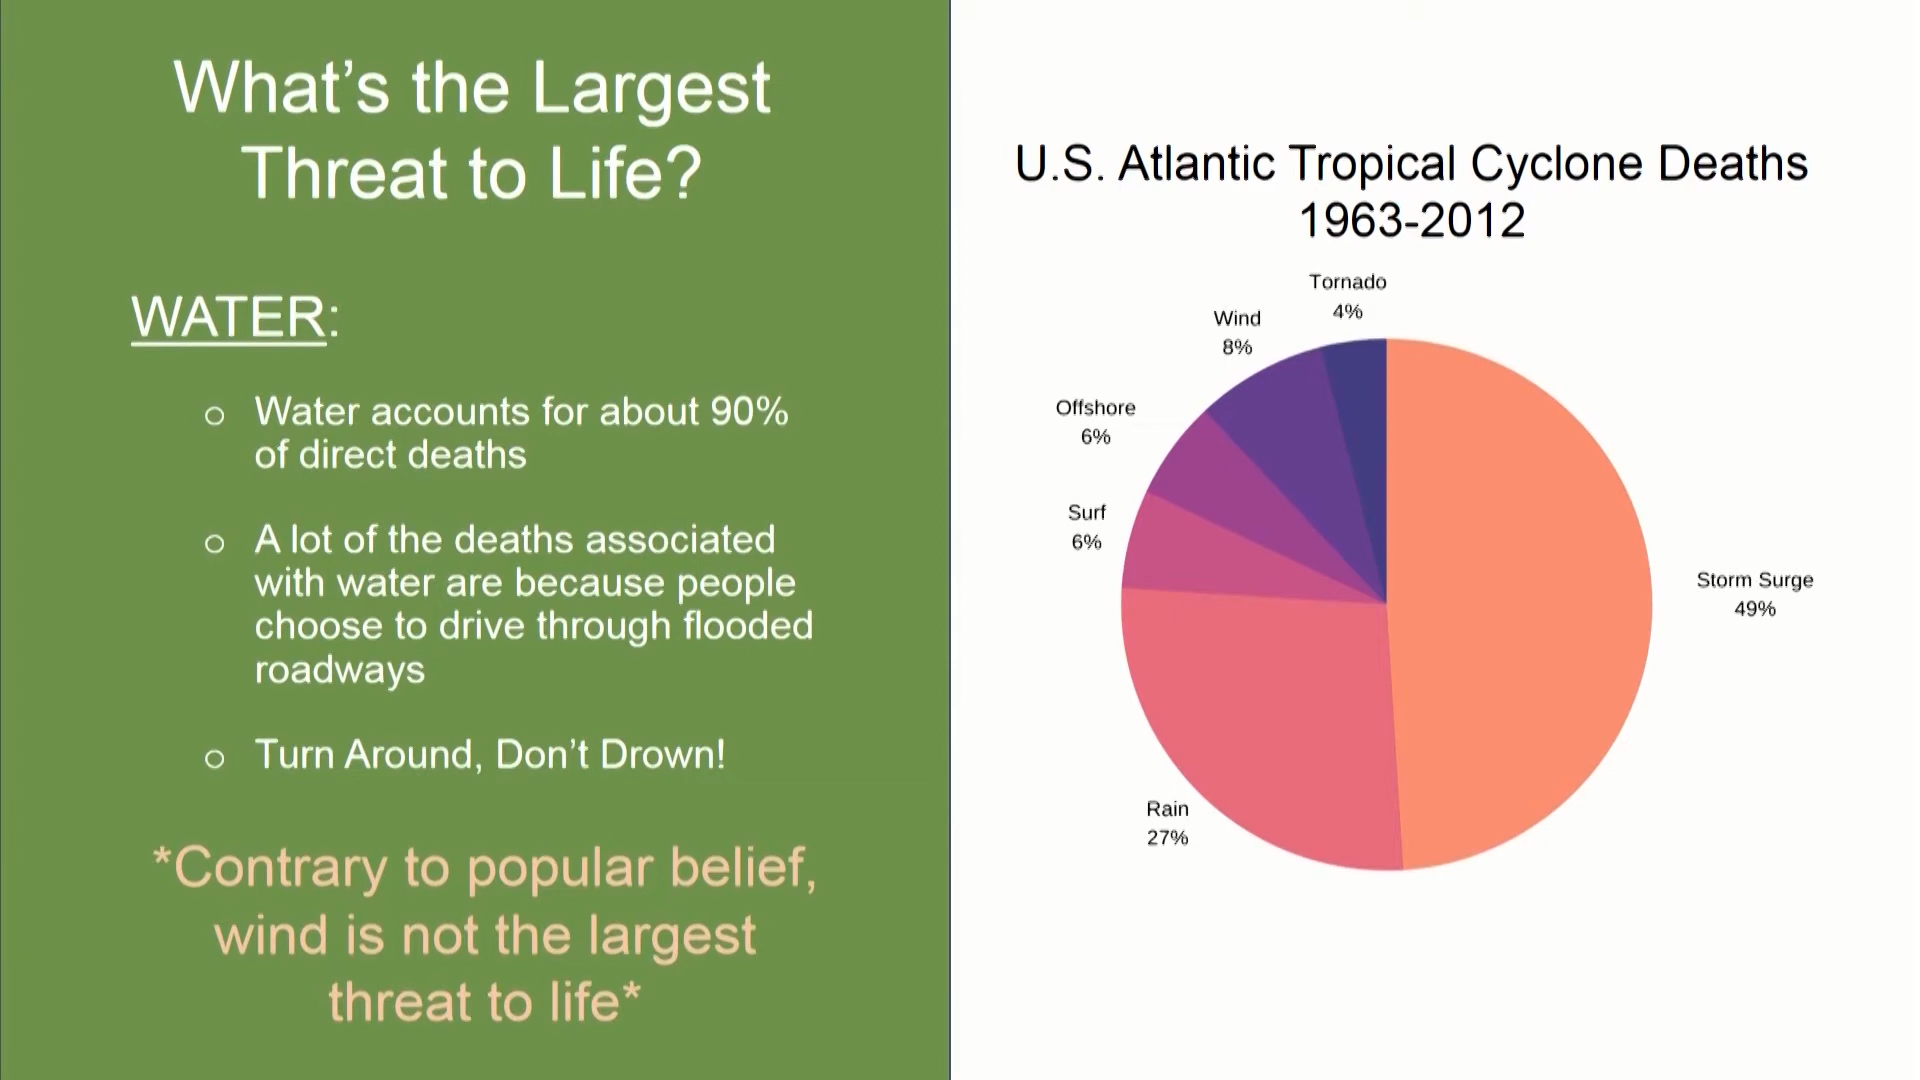 What’s the Largest
Threat to Life?
WATER:
o Water accounts for about 90%
of direct deaths
o A lot of the deaths associated
with water are because people
choose to drive through flooded
roadways
o Turn Around, Don’t Drown!
*Contrary to popular belief,
wind is not the largest
threat to life*
U.S. Atlantic Tropical Cyclone Deaths
1963-2012
Tornado
4%
Wind
8%
Offshore
6%
Surf
6%
Storm Surge
49%
Rain
27%